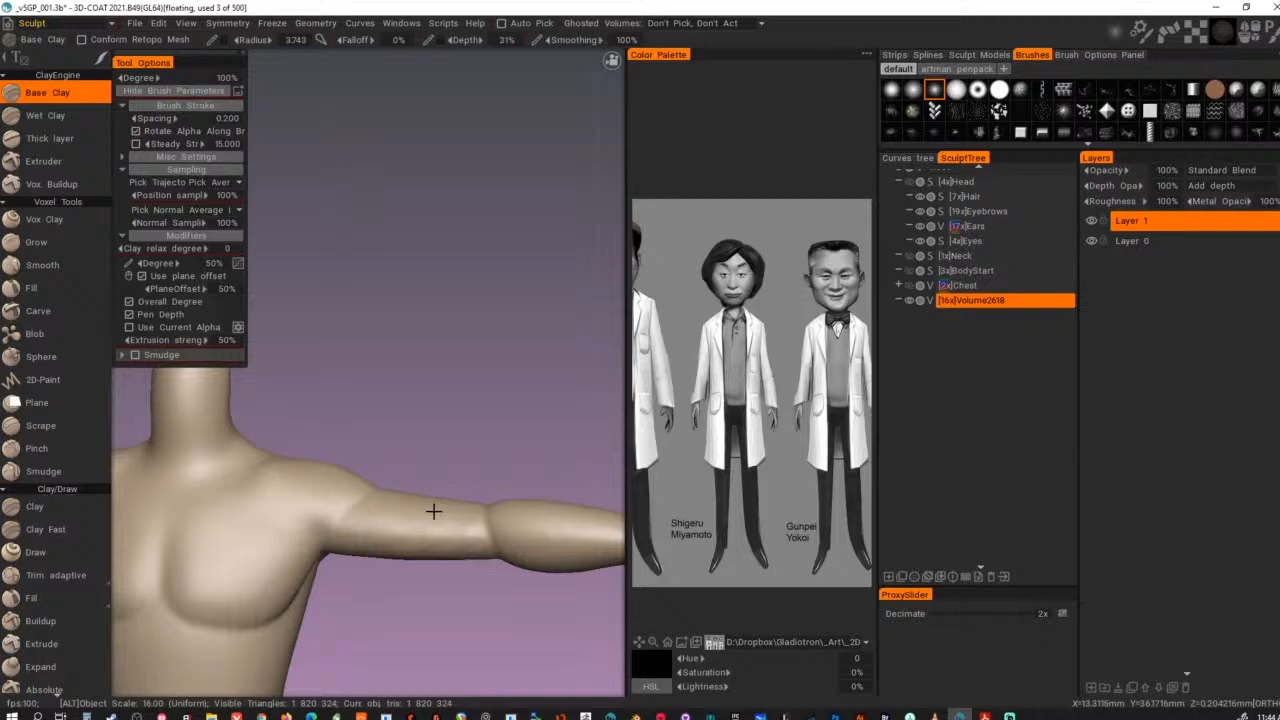 _v5GP_001.3b* - 3D-COAT 2021.B49(GL64)[floating, used 3 of 500]
Sculpt File Edit View Symmetry Freeze Geometry Curves Windows Scripts Help Auto Pick Ghosted Volumes: Don't Pick, Don't Act
Base Clay Conform Retopo Mesh Radius 3.743 Falloff 0% Depth 31% Smoothing 100%
Tool Options
Degree 100%
Hide Brush Parameters
Brush Stroke
Spacing 0.200
Rotate Alpha Along Br
Steady Str 15.000
Misc Settings
Sampling
Pick Trajecto Pick Aver
Position sampl 100%
Pick Normal Average I
Normal Sampli 100%
Modifiers
Clay relax degree 0
Degree 50%
Use plane offset
PlaneOffset 50%
Overall Degree
Pen Depth
Use Current Alpha
Extrusion streng 50%
Smudge
ClayEngine
Base Clay
Wet Clay
Thick layer
Extruder
Vox. Buildup
Voxel Tools
Vox Clay
Grow
Smooth
Fill
Carve
Blob
Sphere
2D-Paint
Plane
Scrape
Pinch
Smudge
Clay/Draw
Clay
Clay Fast
Draw
Trim adaptive
Fill
Buildup
Extrude
Expand
Absolute
Color Palette
Shigeru
Miyamoto
Gunpei
Yokoi
D:\Dropbox\Gladiotron\_Art\_2D
Hue 0
Saturation 0%
Lightness 0%
HSL
Strips Splines Sculpt Models Brushes Brush Options Panel
default artman penpack +
Curves tree SculptTree
S [4x]Head
S [7x]Hair
S [19x]Eyebrows
V [17x]Ears
S [4x]Eyes
S [1x]Neck
S [3x]BodyStart
V [2x]Chest
V [16x]Volume2618
ProxySlider
Decimate 2x
Layers
Opacity 100% Standard Blend
Depth Opa 100% Add depth
Roughness 100% Metal Opaci 100%
Layer 1
Layer 0
fps:100; [ALT]Object Scale: 16.00 (Uniform), Visible Triangles: 1 820 324; Current tris: 1 820 324
X=13.3115mm Y=36.1716mm Z=0.204216mm [ORTH